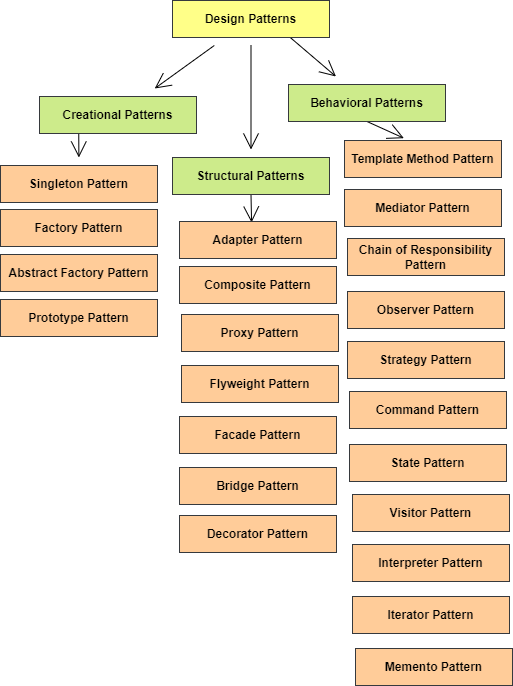 Design Patterns
Creational Patterns
Singleton Pattern
Factory Pattern
Abstract Factory Pattern
Prototype Pattern
Structural Patterns
Adapter Pattern
Composite Pattern
Proxy Pattern
Flyweight Pattern
Facade Pattern
Bridge Pattern
Decorator Pattern
Behavioral Patterns
Template Method Pattern
Mediator Pattern
Chain of Responsibility
Pattern
Observer Pattern
Strategy Pattern
Command Pattern
State Pattern
Visitor Pattern
Interpreter Pattern
Iterator Pattern
Memento Pattern